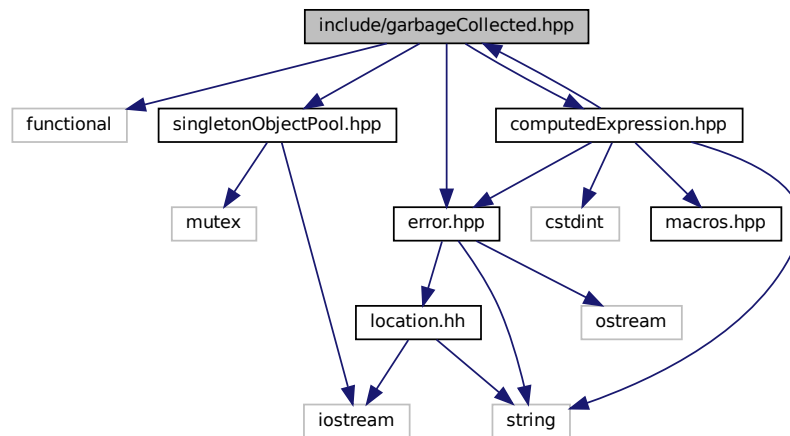 include/garbageCollected.hpp
functional
singletonObjectPool.hpp
computedExpression.hpp
mutex
error.hpp
cstdint
macros.hpp
location.hh
ostream
iostream
string